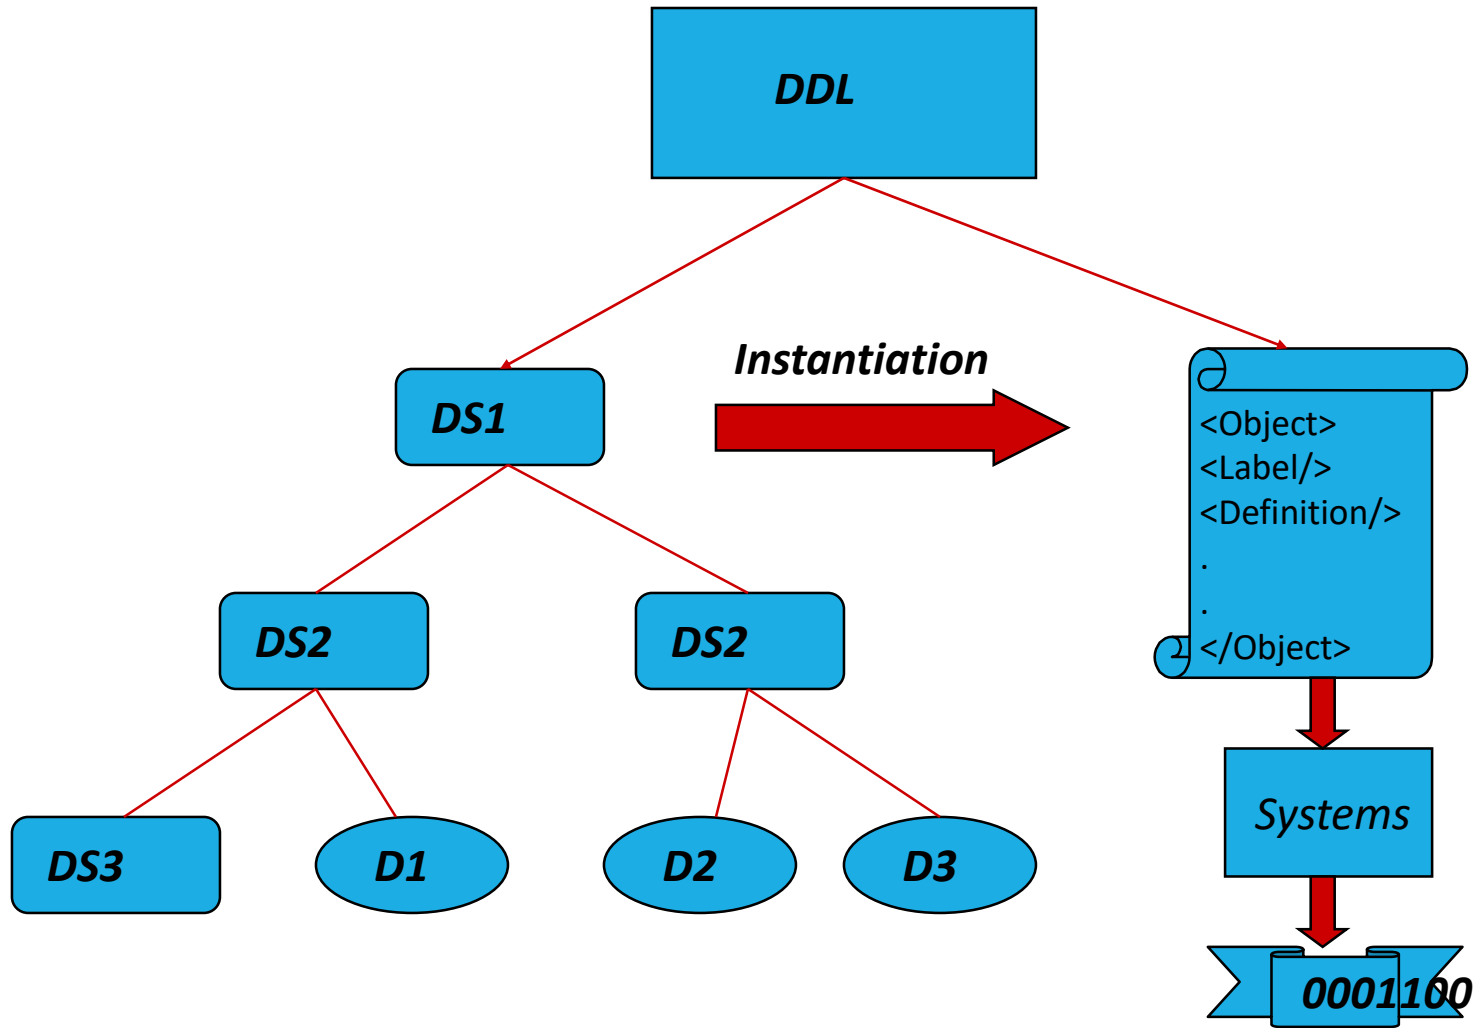 DDL
Instantiation
DS1
<Object>
<Label/>
<Definition/>
.
.
</Object>
DS2
DS2
Systems
DS3
D1
D2
D3
0001100